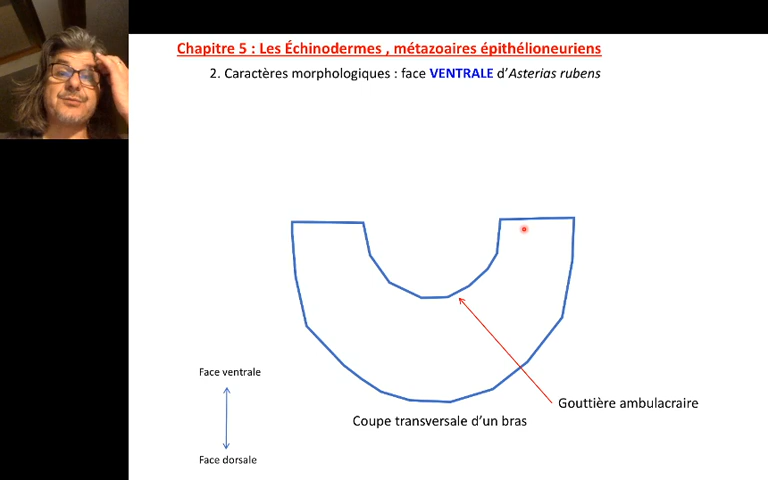 Chapitre 5 : Les Échinodermes , métazoaires épithélioneuriens
2. Caractères morphologiques : face VENTRALE d’Asterias rubens
Face ventrale
Gouttière ambulacraire
Coupe transversale d’un bras
Face dorsale